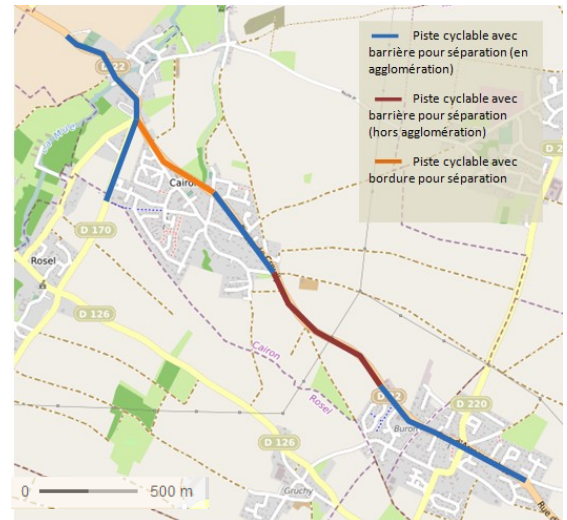 Piste cyclable avec
barrière pour séparation (en
agglomération)
Piste cyclable avec
barrière pour séparation
(hors agglomération)
Piste cyclable avec
bordure pour séparation
D 22
Cairon
D 170
Rosel
D 126
Cairon
Rosel
D 220
Buron
D 126
Gruchy
Rue d
0 500 m